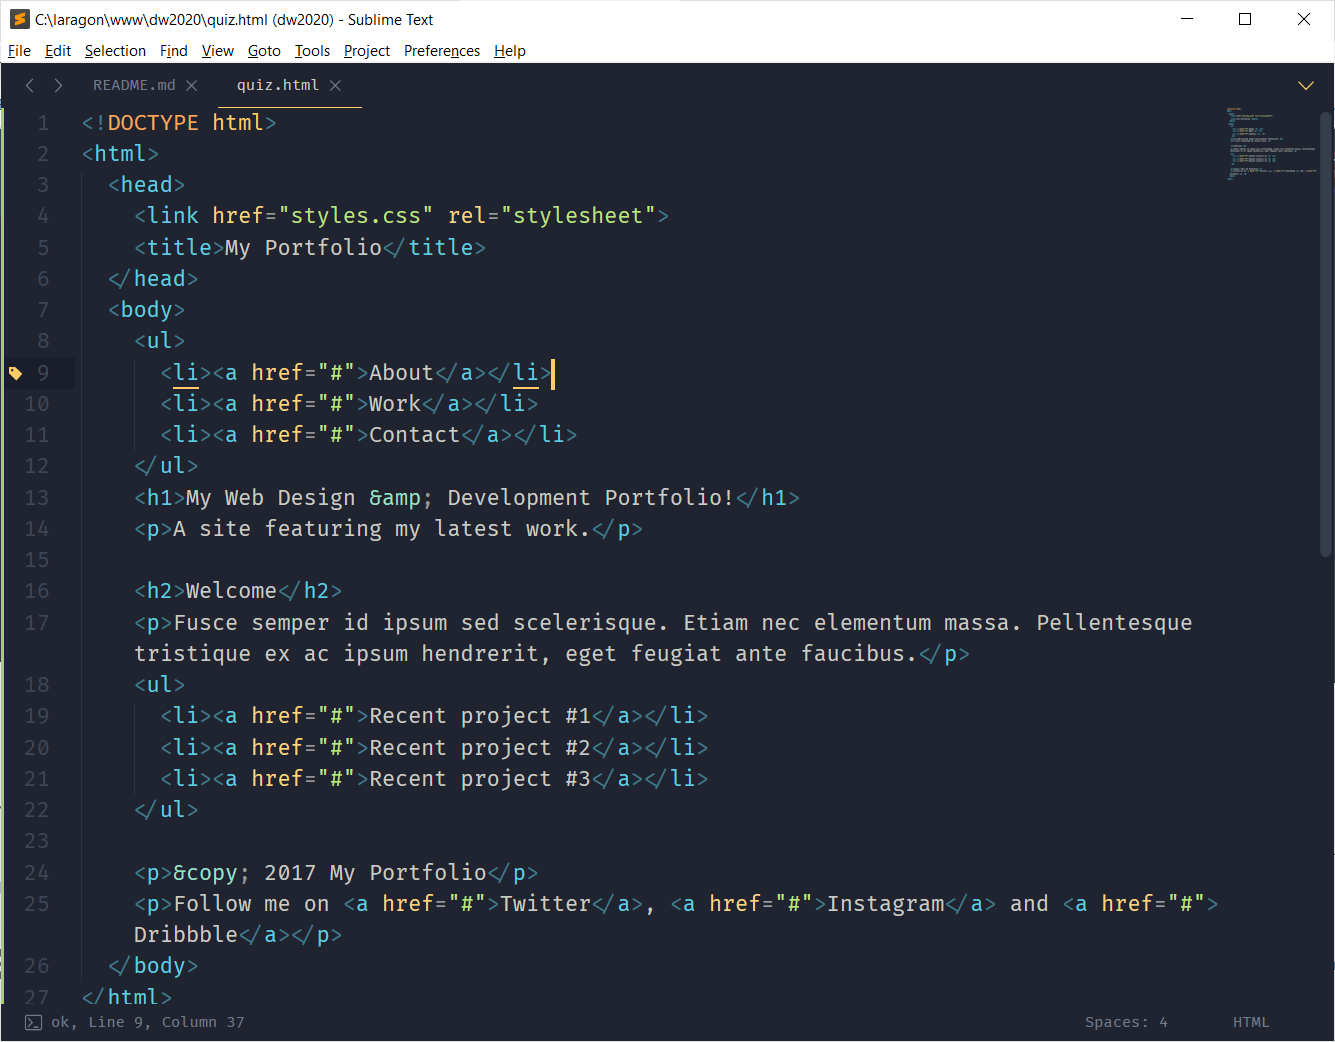 C:\laragon\www\dw2020\quiz.html (dw2020) - Sublime Text
File Edit Selection Find View Goto Tools Project Preferences Help
README.md quiz.html
1 <!DOCTYPE html>
2 <html>
3 <head>
4 <link href="styles.css" rel="stylesheet">
5 <title>My Portfolio</title>
6 </head>
7 <body>
8 <ul>
9 <li><a href="#">About</a></li>
10 <li><a href="#">Work</a></li>
11 <li><a href="#">Contact</a></li>
12 </ul>
13 <h1>My Web Design &amp; Development Portfolio!</h1>
14 <p>A site featuring my latest work.</p>
15
16 <h2>Welcome</h2>
17 <p>Fusce semper id ipsum sed scelerisque. Etiam nec elementum massa. Pellentesque
tristique ex ac ipsum hendrerit, eget feugiat ante faucibus.</p>
18 <ul>
19 <li><a href="#">Recent project #1</a></li>
20 <li><a href="#">Recent project #2</a></li>
21 <li><a href="#">Recent project #3</a></li>
22 </ul>
23
24 <p>&copy; 2017 My Portfolio</p>
25 <p>Follow me on <a href="#">Twitter</a>, <a href="#">Instagram</a> and <a href="#">
Dribbble</a></p>
26 </body>
27 </html>
ok, Line 9, Column 37 Spaces: 4 HTML